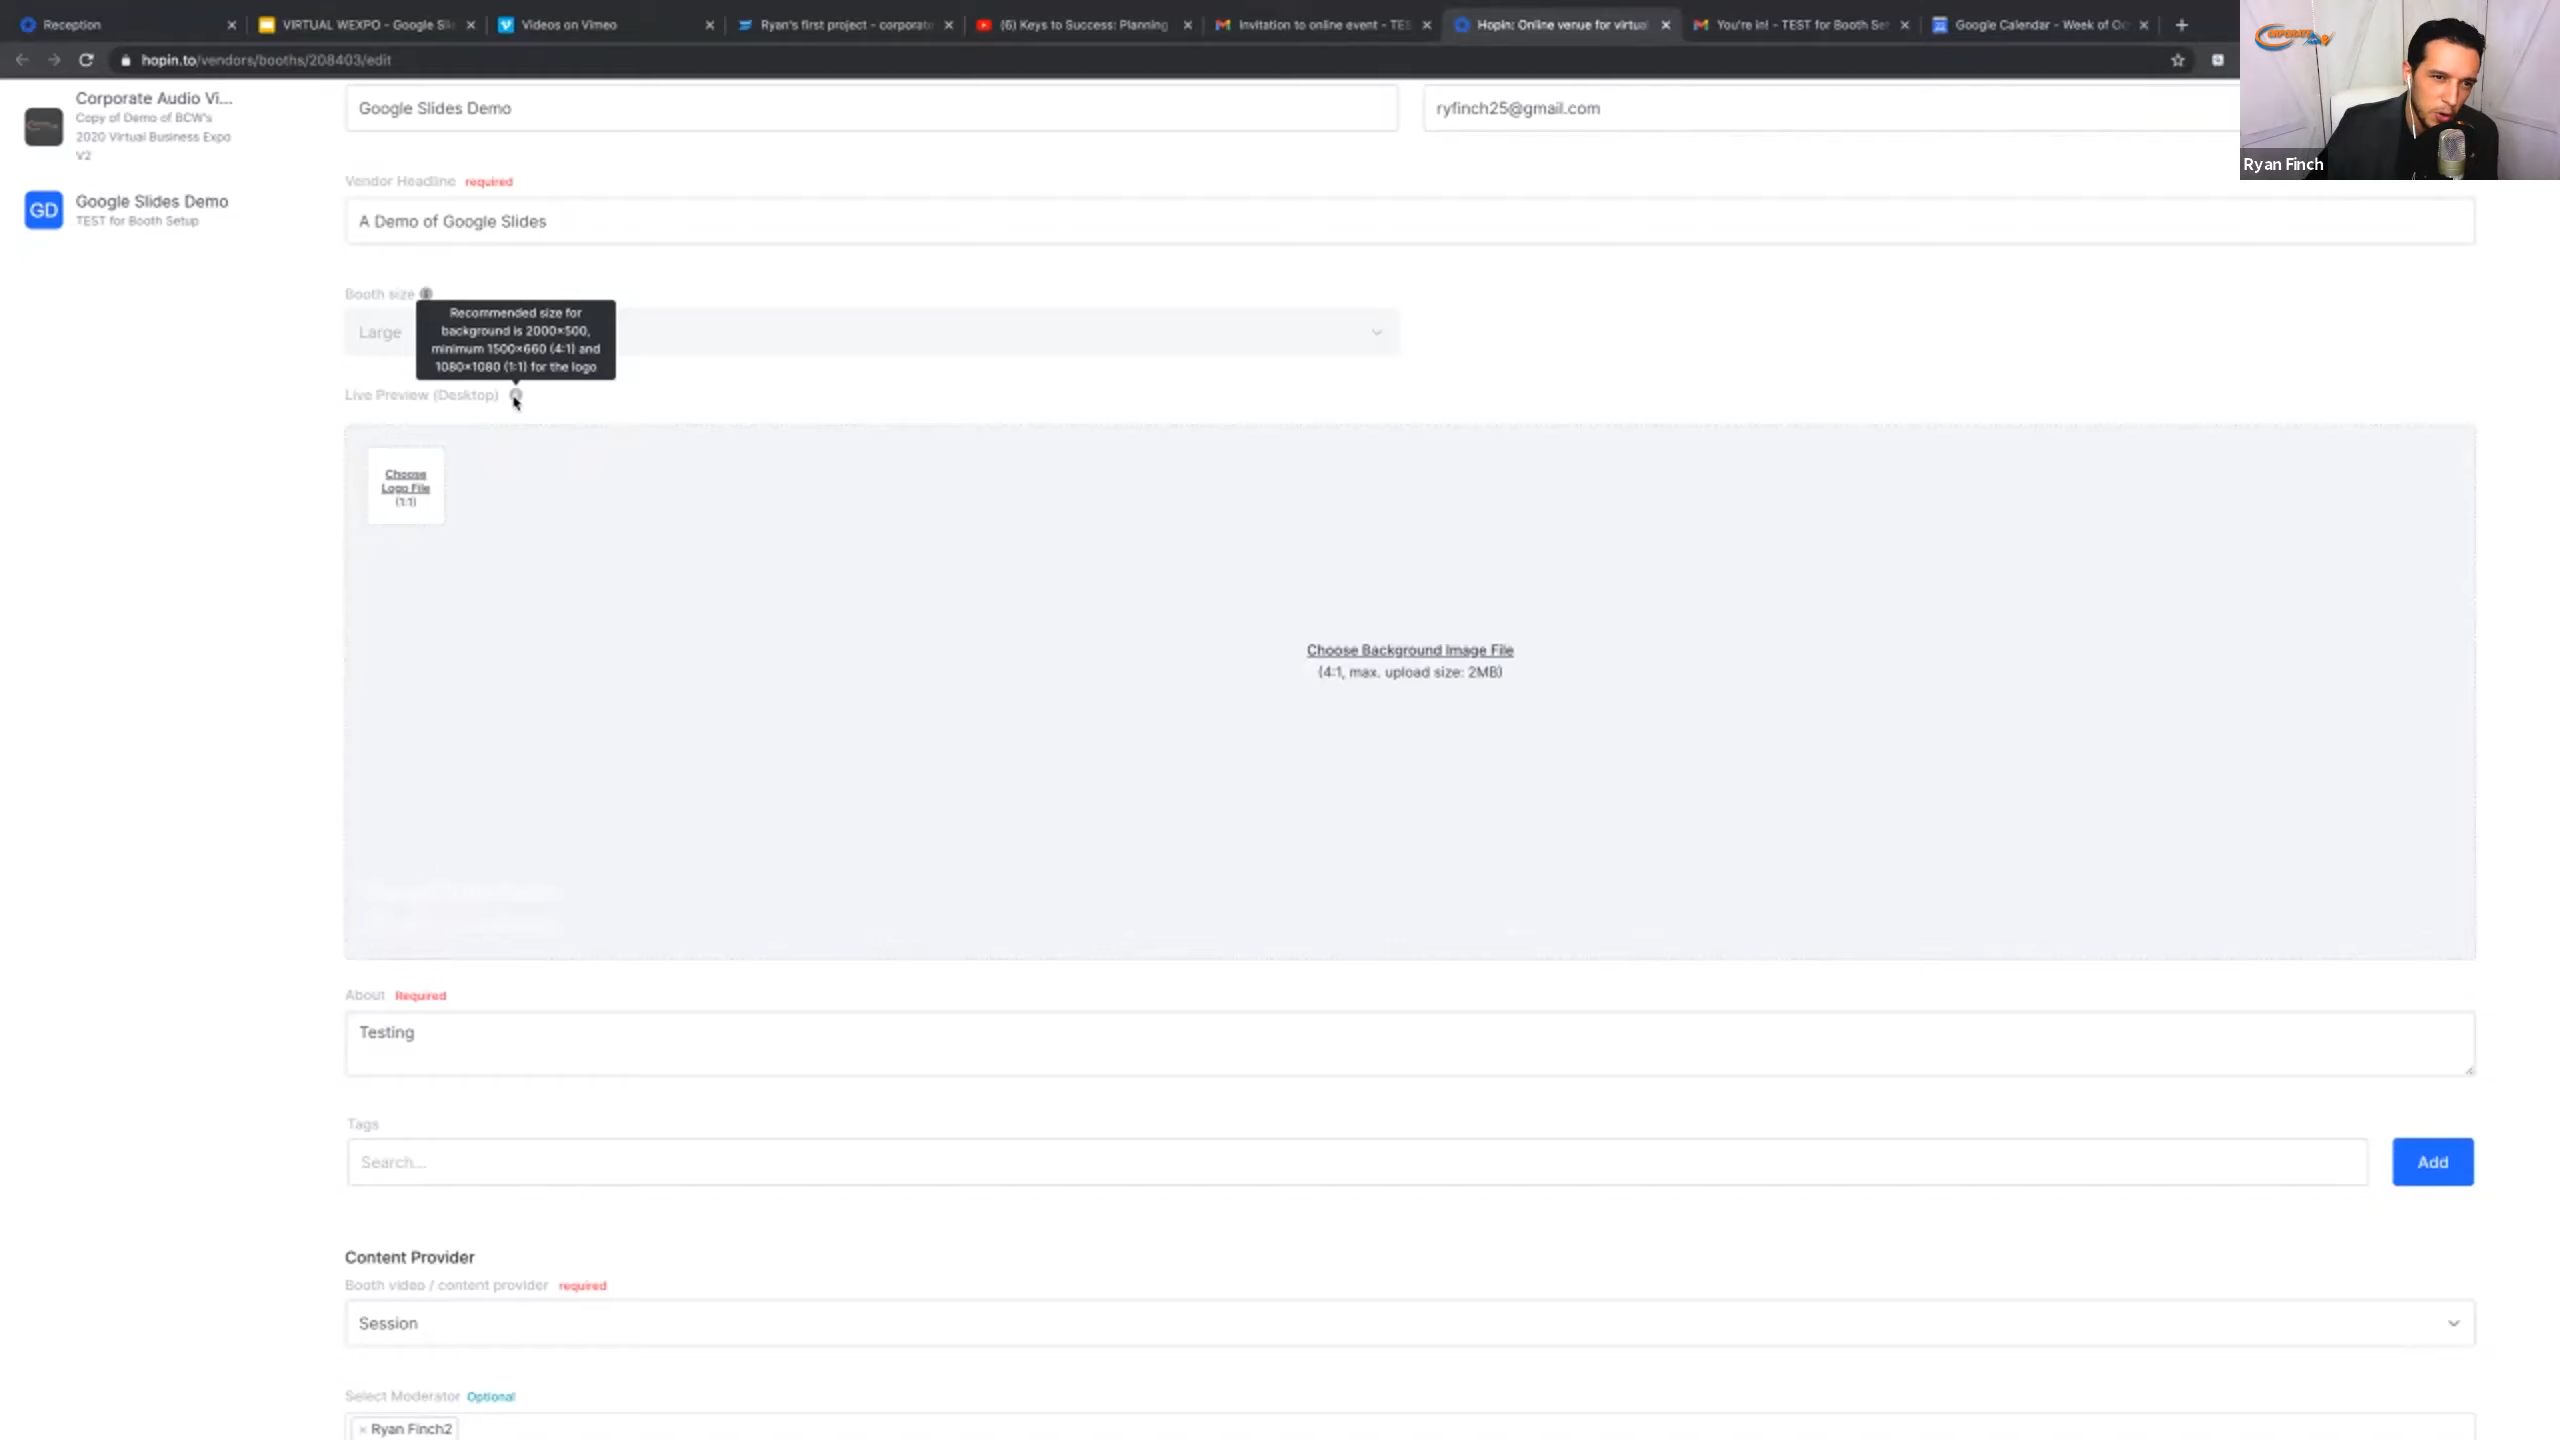 Reception
VIRTUAL WEXPO - Google Sli
Videos on Vimeo
Ryan's first project - corporate
(6) Keys to Success: Planning
Invitation to online event - TES
Hopin: Online venue for virtual
You're in! - TEST for Booth Set
Google Calendar - Week of Oc
hopin.to/vendors/booths/208403/edit
Ryan Finch
Corporate Audio Vi...
Copy of Demo of BCW's
2020 Virtual Business Expo
V2
GD
Google Slides Demo
TEST for Booth Setup
Google Slides Demo
ryfinch25@gmail.com
Vendor Headline required
A Demo of Google Slides
Booth size
Large
Recommended size for
background is 2000×500,
minimum 1500×660 (4:1) and
1080×1080 (1:1) for the logo
Live Preview (Desktop)
Choose
Logo File
(1:1)
Choose Background Image File
(4:1, max. upload size: 2MB)
About Required
Testing
Tags
Search...
Add
Content Provider
Booth video / content provider required
Session
Select Moderator Optional
× Ryan Finch2